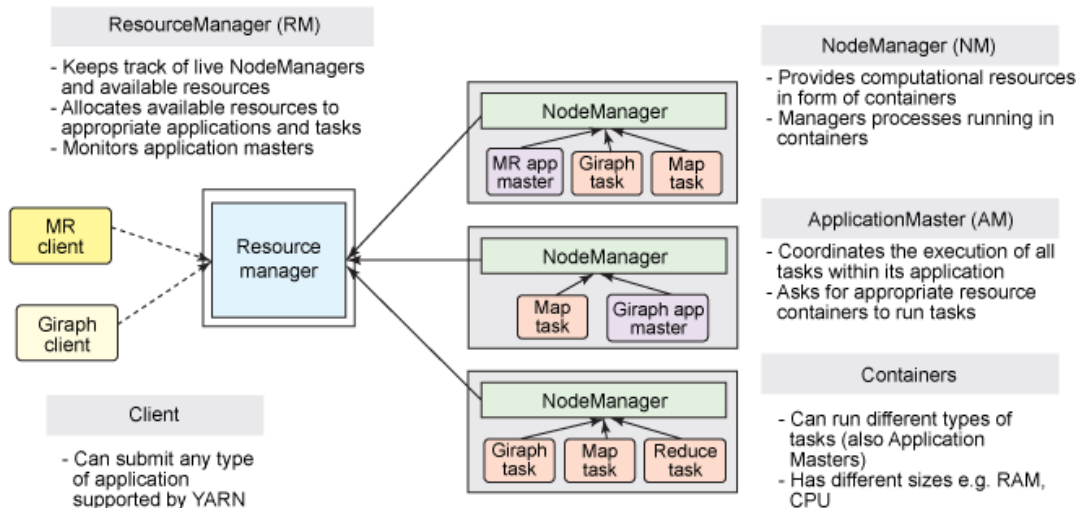 ResourceManager (RM)
- Keeps track of live NodeManagers
and available resources
- Allocates available resources to
appropriate applications and tasks
- Monitors application masters
MR
client
Giraph
client
Resource
manager
Client
- Can submit any type
of application
supported by YARN
NodeManager
MR app
master
Giraph
task
Map
task
NodeManager
Map
task
Giraph app
master
NodeManager
Giraph
task
Map
task
Reduce
task
NodeManager (NM)
- Provides computational resources
in form of containers
- Managers processes running in
containers
ApplicationMaster (AM)
- Coordinates the execution of all
tasks within its application
- Asks for appropriate resource
containers to run tasks
Containers
- Can run different types of
tasks (also Application
Masters)
- Has different sizes e.g. RAM,
CPU